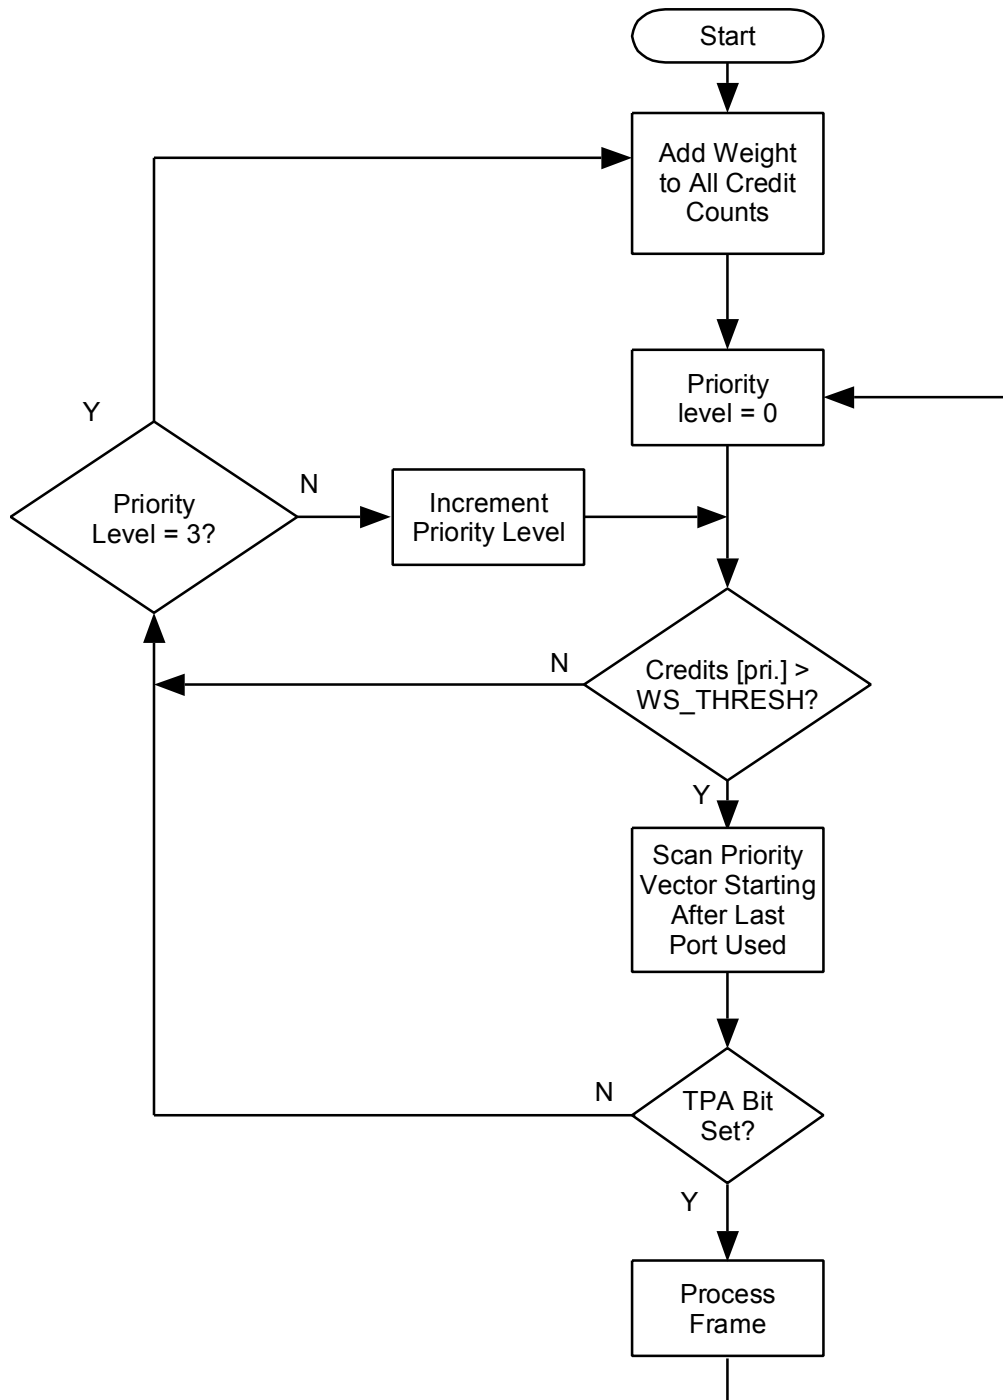 Start
Add Weight
to All Credit
Counts
Priority
level = 0
Y
Priority
Level = 3?
N
Increment
Priority Level
N
Credits [pri.] >
WS_THRESH?
Y
Scan Priority
Vector Starting
After Last
Port Used
N
TPA Bit
Set?
Y
Process
Frame